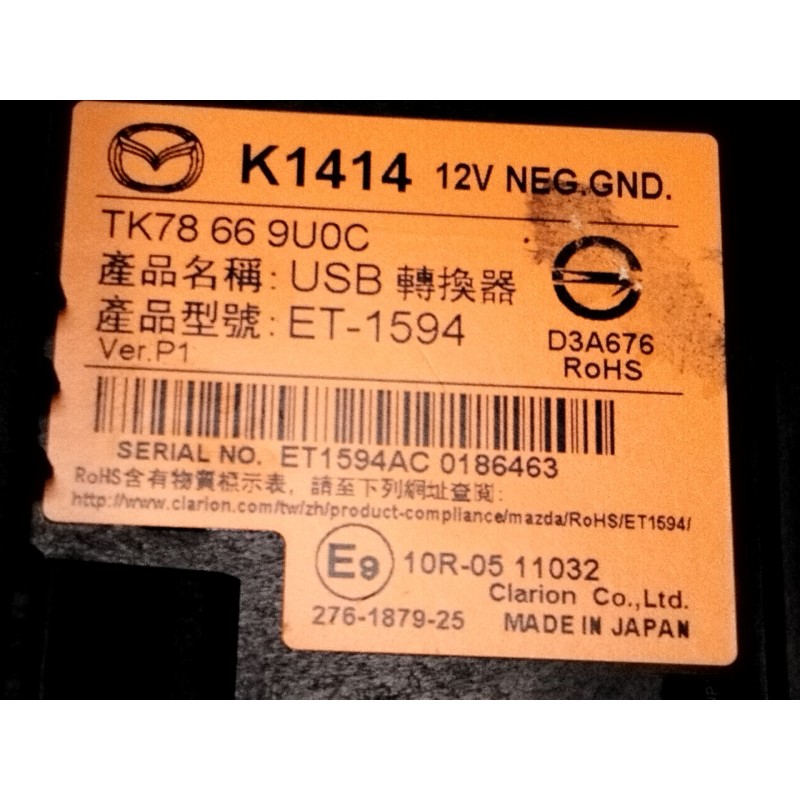 K1414 12V NEG.GND.
TK78 66 9U0C
產品名稱: USB 轉換器
產品型號: ET-1594
Ver.P1
D3A676
RoHS
SERIAL NO. ET1594AC 0186463
RoHS含有物質標示表, 請至下列網址查閱:
http://www.clarion.com/tw/zh/product-compliance/mazda/RoHS/ET1594/
E9 10R-05 11032
Clarion Co.,Ltd.
276-1879-25 MADE IN JAPAN